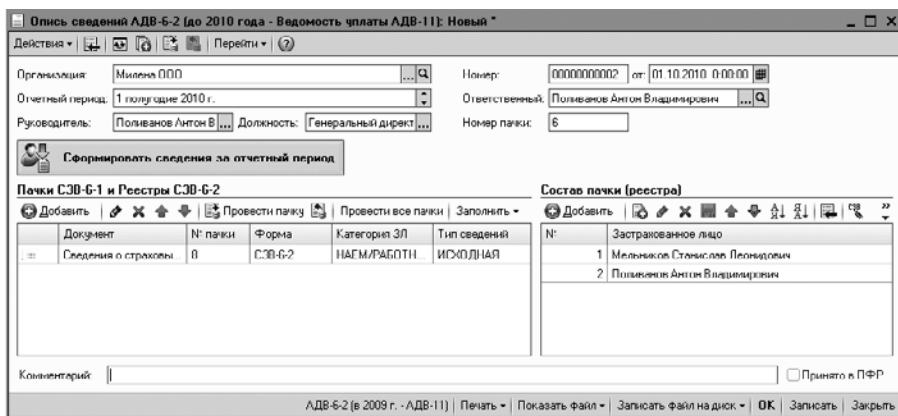 Опись сведений АДВ-6-2 (до 2010 года - Ведомость уплаты АДВ-11): Новый *
Действия Перейти
Организация: Милена ООО ... Номер: 00000000002 от: 01.10.2010 0:00:00
Отчетный период: 1 полугодие 2010 г. Ответственный: Поливанов Антон Владимирович ...
Руководитель: Поливанов Антон В ... Должность: Генеральный директ ... Номер пачки: 6
Сформировать сведения за отчетный период
Пачки СЗВ-6-1 и Реестры СЗВ-6-2 Состав пачки (реестра)
Добавить Провести пачку Провести все пачки Заполнить Добавить
Документ N° пачки Форма Категория ЗЛ Тип сведений N° Застрахованное лицо
Сведения о страховы... 0 СЗВ-6-2 НАЕМ/РАБОТН... ИСХОДНАЯ 1 Мельников Станислав Леонидович
2 Поливанов Антон Владимирович
Комментарий: Принято в ПФР
АДВ-6-2 (в 2009 г. - АДВ-11) Печать Показать файл Записать файл на диск OK Записать Закрыть